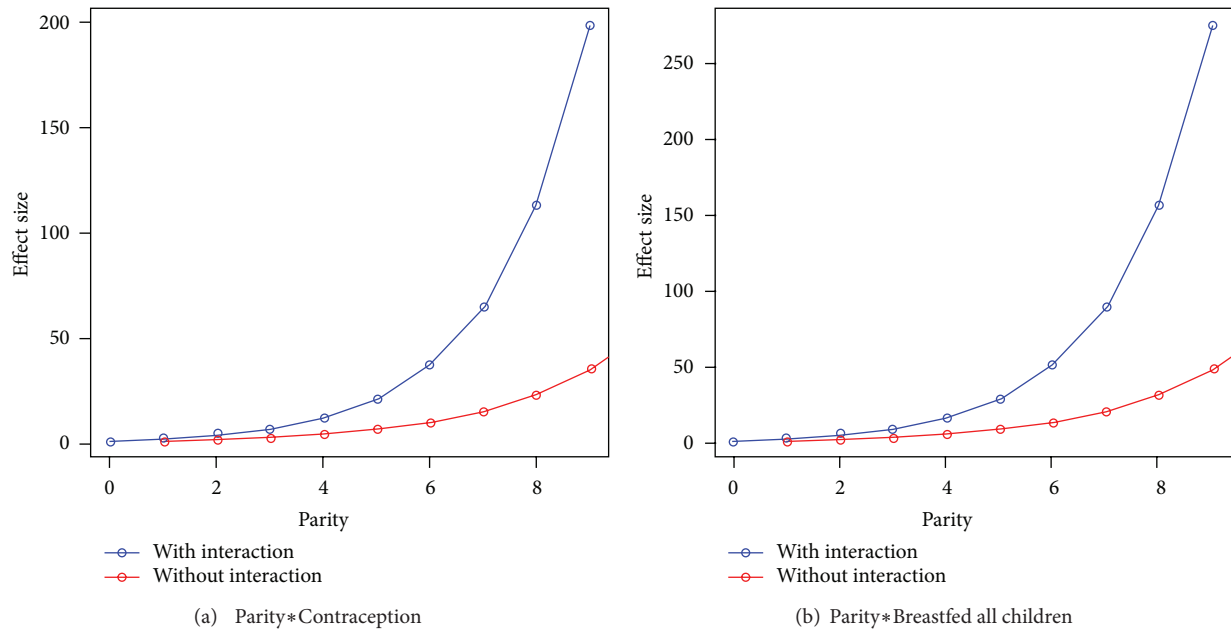 200
150
100
50
0
Effect size
0 2 4 6 8
Parity
With interaction
Without interaction
(a) Parity∗Contraception
250
200
150
100
50
0
Effect size
0 2 4 6 8
Parity
With interaction
Without interaction
(b) Parity∗Breastfed all children